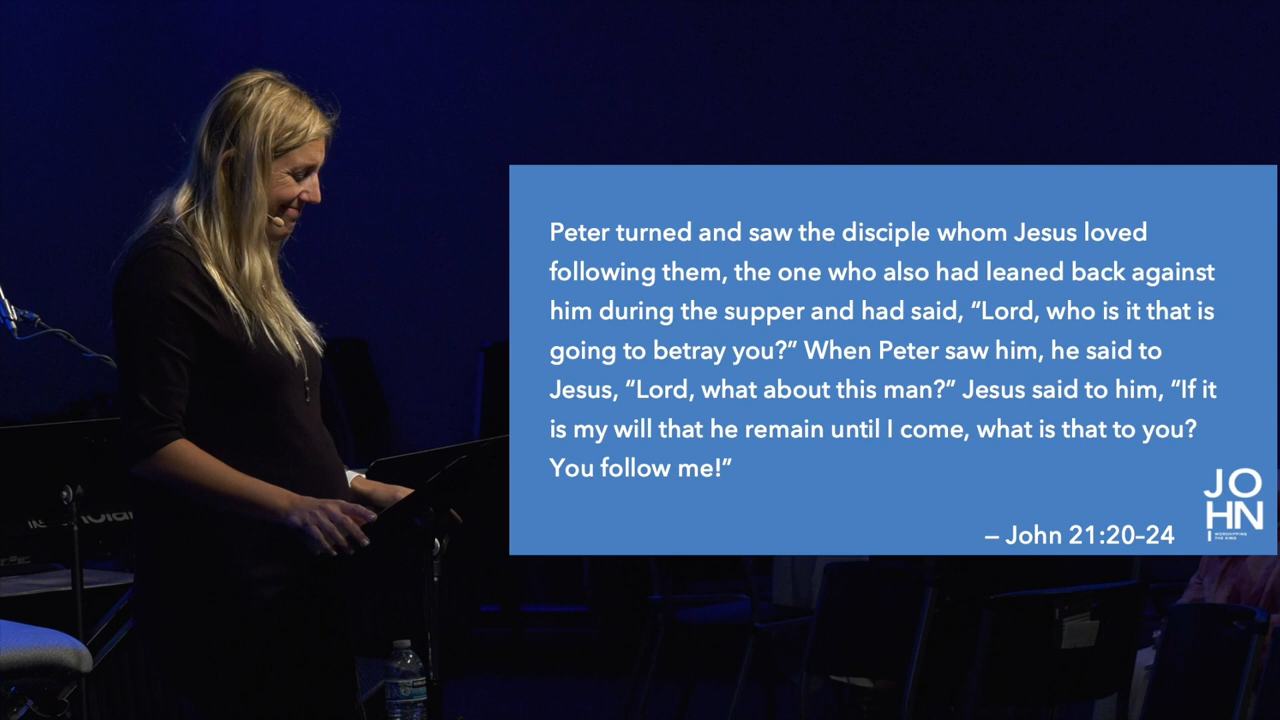 Peter turned and saw the disciple whom Jesus loved
following them, the one who also had leaned back against
him during the supper and had said, “Lord, who is it that is
going to betray you?” When Peter saw him, he said to
Jesus, “Lord, what about this man?” Jesus said to him, “If it
is my will that he remain until I come, what is that to you?
You follow me!”
– John 21:20–24
JO
HN
WORSHIPPING
THE KING